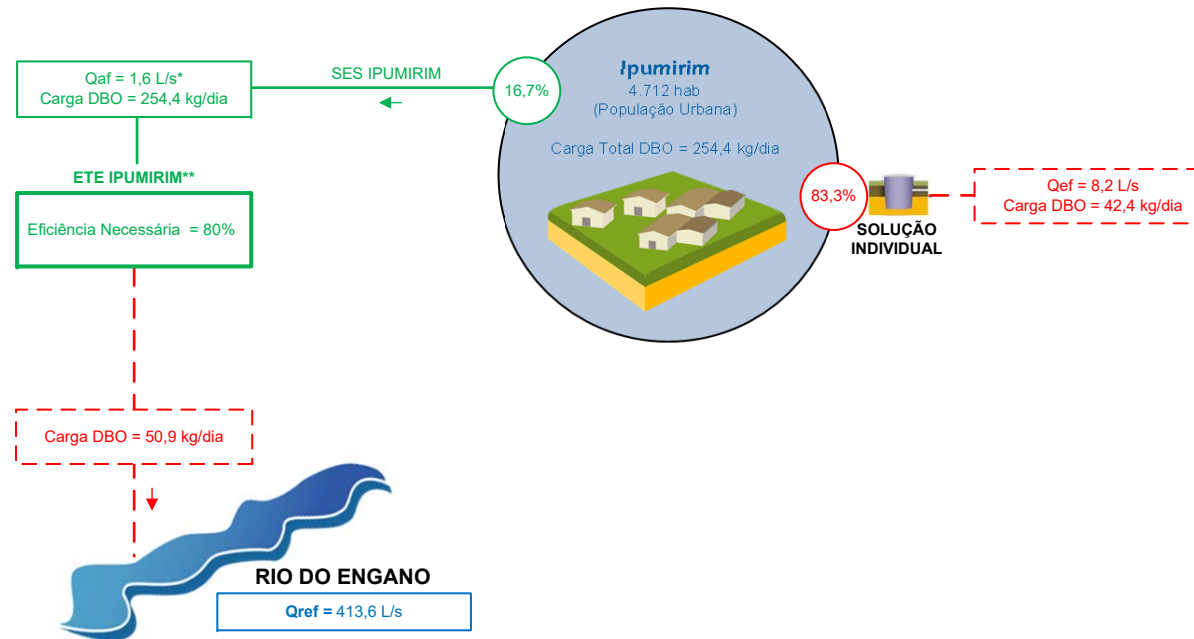 Ipumirim
4.712 hab
(População Urbana)
Carga Total DBO = 254,4 kg/dia
16,7%
SES IPUMIRIM
Qaf = 1,6 L/s*
Carga DBO = 254,4 kg/dia
ETE IPUMIRIM**
Eficiência Necessária = 80%
83,3%
SOLUÇÃO
INDIVIDUAL
Qef = 8,2 L/s
Carga DBO = 42,4 kg/dia
Carga DBO = 50,9 kg/dia
RIO DO ENGANO
Qref = 413,6 L/s